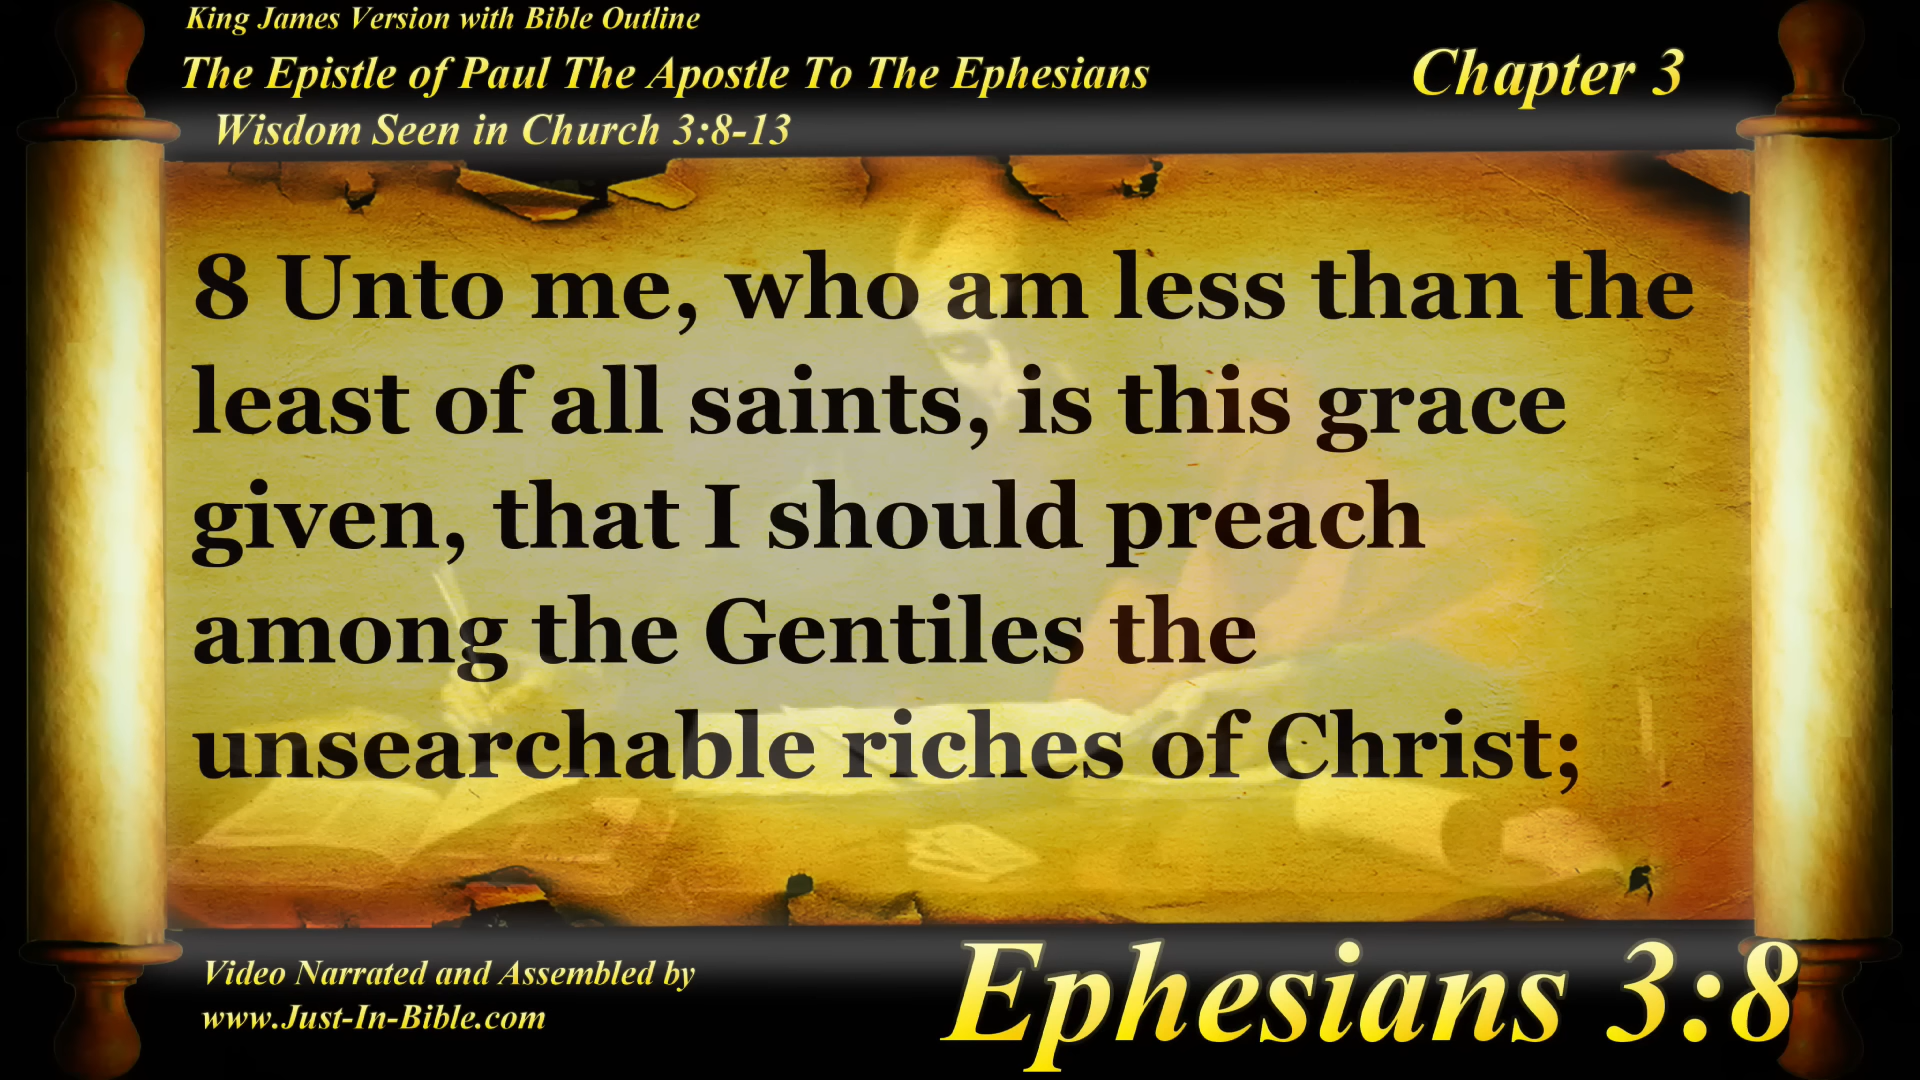 King James Version with Bible Outline
The Epistle of Paul The Apostle To The Ephesians
Chapter 3
Wisdom Seen in Church 3:8-13
8 Unto me, who am less than the
least of all saints, is this grace
given, that I should preach
among the Gentiles the
unsearchable riches of Christ;
Video Narrated and Assembled by
www.Just-In-Bible.com
Ephesians 3:8